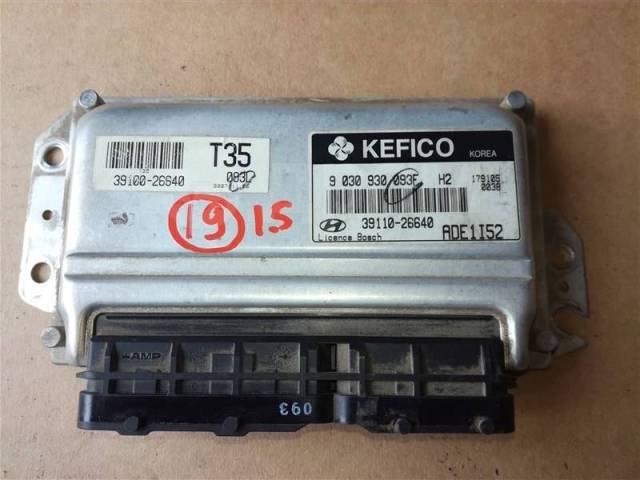 T35
39100-26640
093F
KEFICO
KOREA
9 030 930 093F H2
179105
0038
39110-26640
Licence Bosch
ADE1I52
19 15
AMP
093